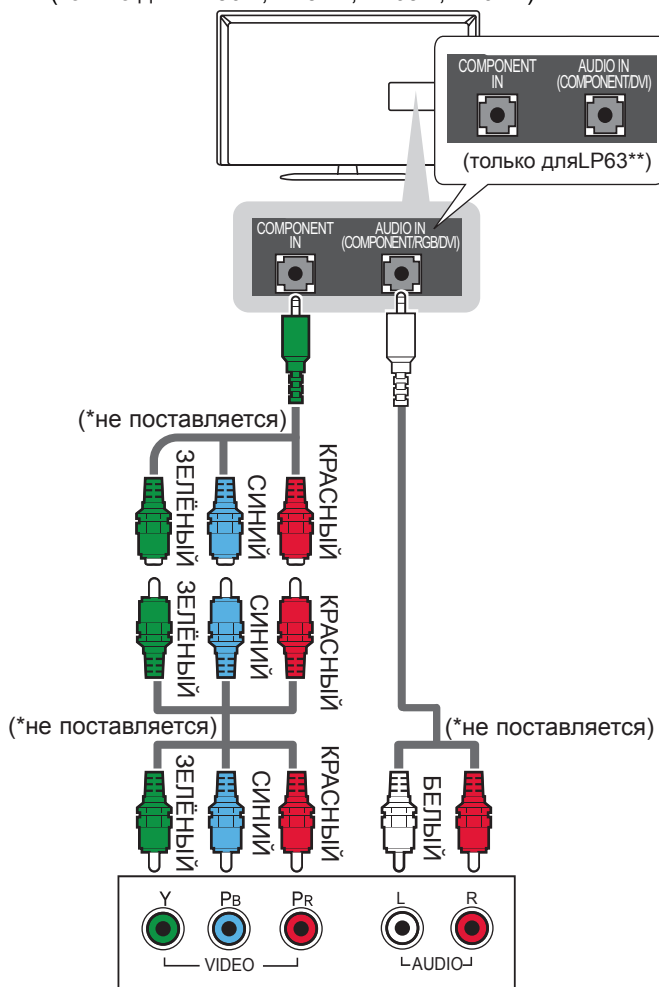 COMPONENT
IN
AUDIO IN
(COMPONENT/DVI)
(только дляLP63**)
COMPONENT
IN
AUDIO IN
(COMPONENT/RGB/DVI)
(*не поставляется)
ЗЕЛЁНЫЙ
СИНИЙ
КРАСНЫЙ
ЗЕЛЁНЫЙ
СИНИЙ
КРАСНЫЙ
(*не поставляется)
(*не поставляется)
ЗЕЛЁНЫЙ
СИНИЙ
КРАСНЫЙ
БЕЛЫЙ
Y PB PR L R
VIDEO AUDIO